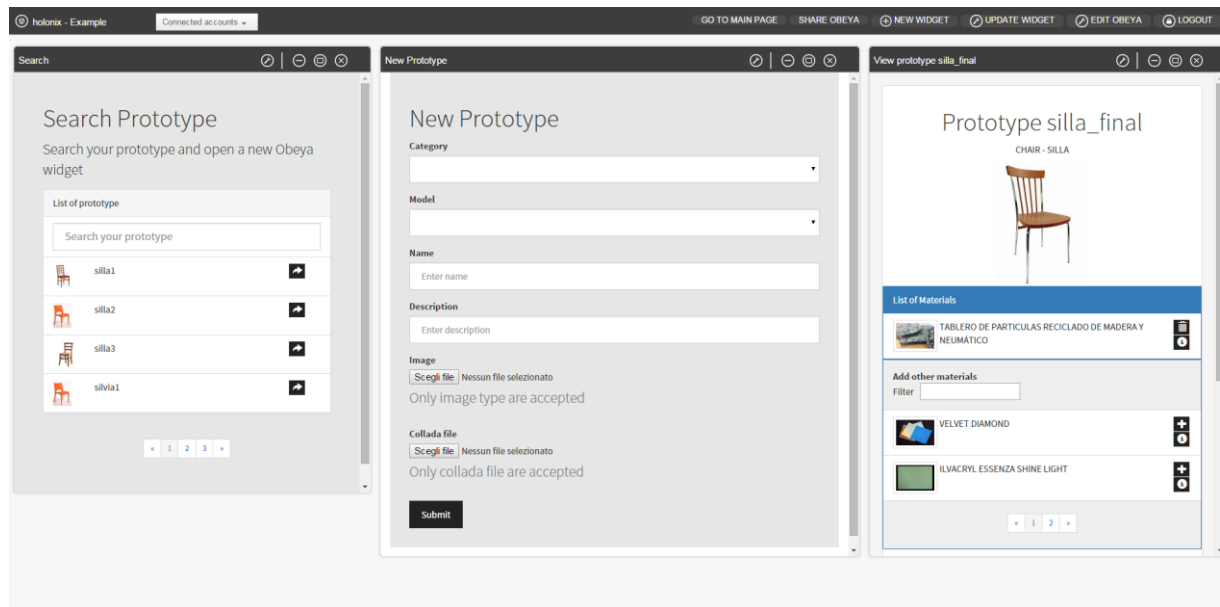 holonix - Example
Connected accounts
GO TO MAIN PAGE
SHARE OBEYA
NEW WIDGET
UPDATE WIDGET
EDIT OBEYA
LOGOUT
Search
Search Prototype
Search your prototype and open a new Obeya
widget
List of prototype
Search your prototype
silla1
silla2
silla3
silvia1
« 1 2 3 »
New Prototype
New Prototype
Category
Model
Name
Enter name
Description
Enter description
Image
Scegli file Nessun file selezionato
Only image type are accepted
Collada file
Scegli file Nessun file selezionato
Only collada file are accepted
Submit
View prototype silla_final
Prototype silla_final
CHAIR - SILLA
List of Materials
TABLERO DE PARTICULAS RECICLADO DE MADERA Y
NEUMÁTICO
Add other materials
Filter
VELVET DIAMOND
ILVACRYL ESSENZA SHINE LIGHT
« 1 2 »